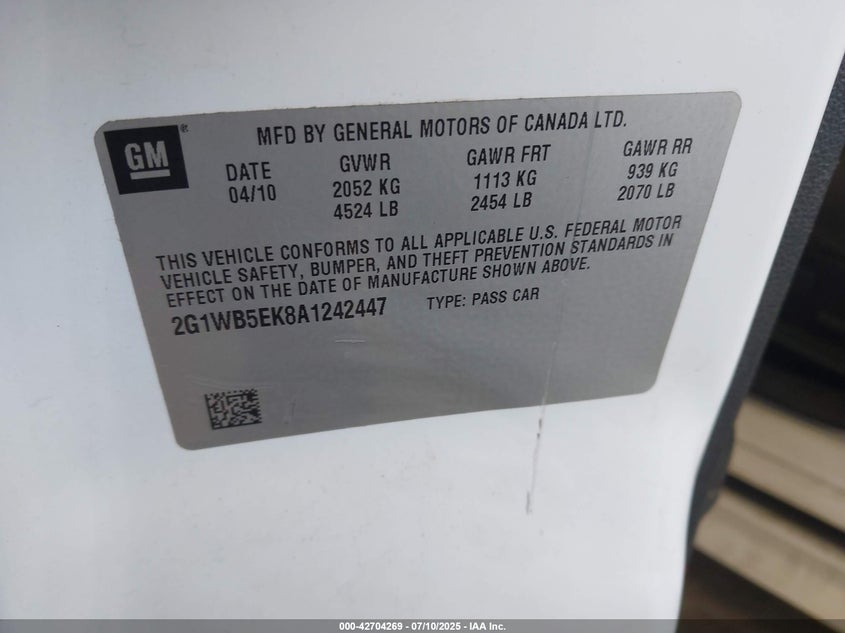 GM®
MFD BY GENERAL MOTORS OF CANADA LTD.
DATE GVWR GAWR FRT GAWR RR
04/10 2052 KG 1113 KG 939 KG
4524 LB 2454 LB 2070 LB
THIS VEHICLE CONFORMS TO ALL APPLICABLE U.S. FEDERAL MOTOR
VEHICLE SAFETY, BUMPER, AND THEFT PREVENTION STANDARDS IN
EFFECT ON THE DATE OF MANUFACTURE SHOWN ABOVE.
2G1WB5EK8A1242447 TYPE: PASS CAR
000-42704269 - 07/10/2025 - IAA Inc.